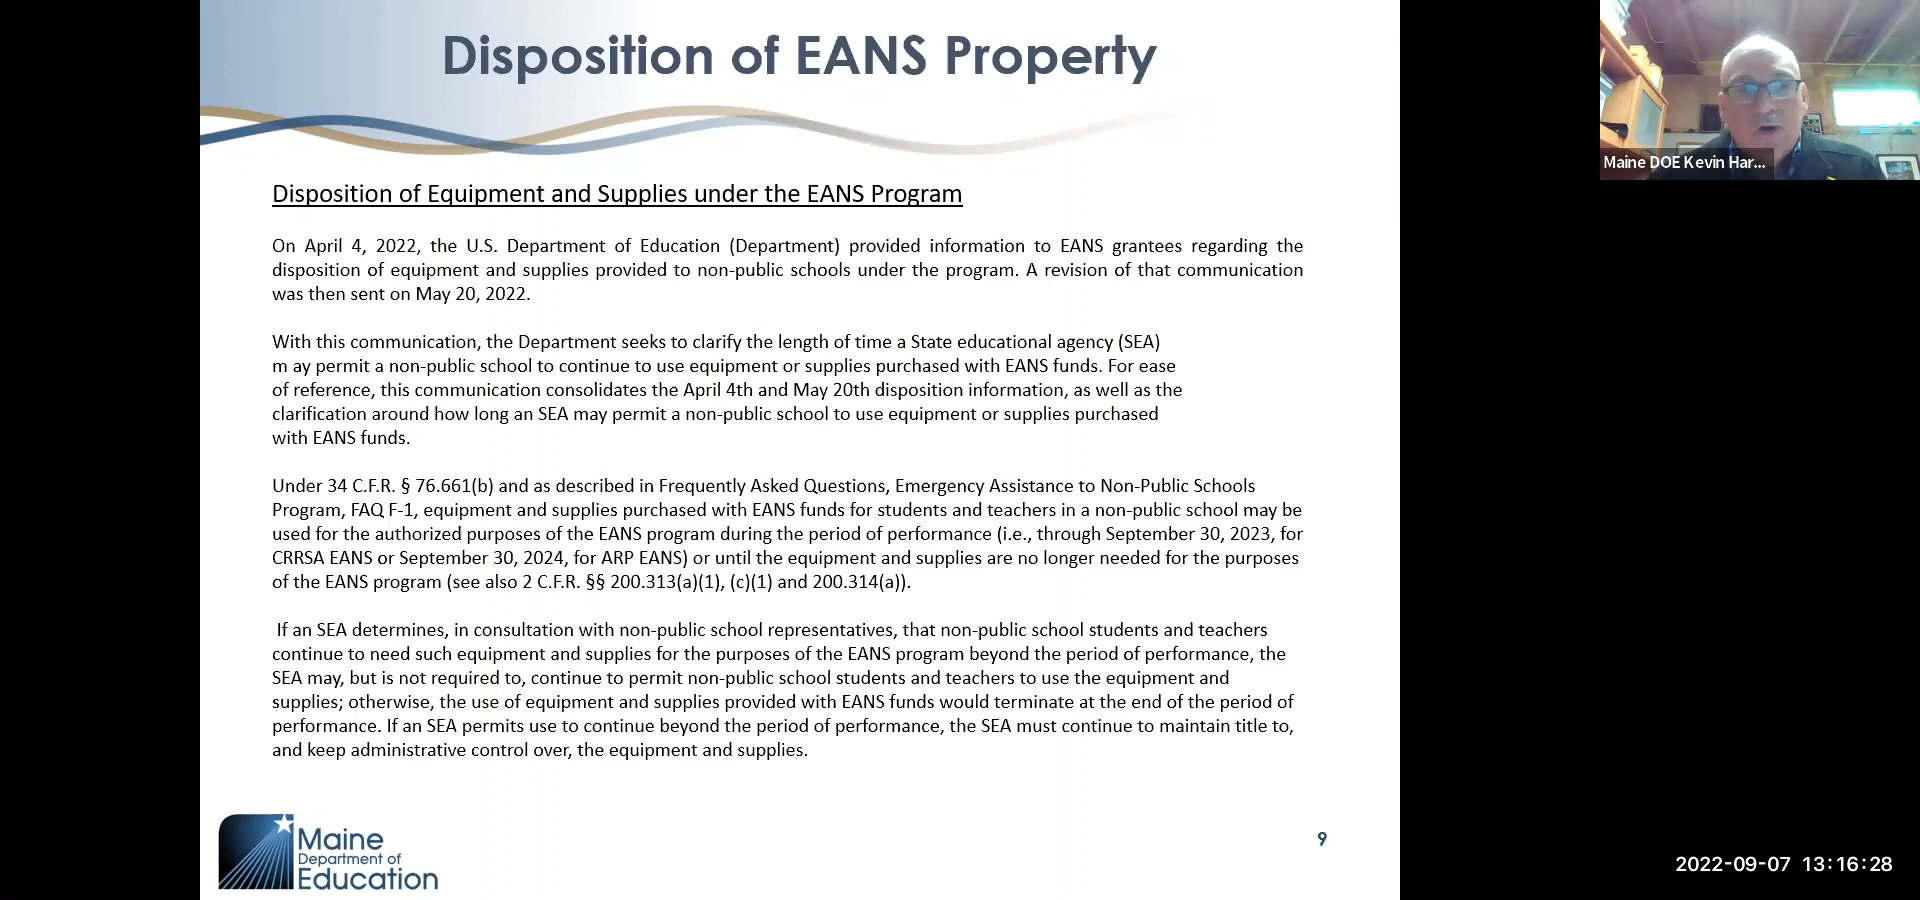 Disposition of EANS Property
Maine DOE Kevin Har...
Disposition of Equipment and Supplies under the EANS Program
On April 4, 2022, the U.S. Department of Education (Department) provided information to EANS grantees regarding the
disposition of equipment and supplies provided to non-public schools under the program. A revision of that communication
was then sent on May 20, 2022.
With this communication, the Department seeks to clarify the length of time a State educational agency (SEA)
m ay permit a non-public school to continue to use equipment or supplies purchased with EANS funds. For ease
of reference, this communication consolidates the April 4th and May 20th disposition information, as well as the
clarification around how long an SEA may permit a non-public school to use equipment or supplies purchased
with EANS funds.
Under 34 C.F.R. § 76.661(b) and as described in Frequently Asked Questions, Emergency Assistance to Non-Public Schools
Program, FAQ F-1, equipment and supplies purchased with EANS funds for students and teachers in a non-public school may be
used for the authorized purposes of the EANS program during the period of performance (i.e., through September 30, 2023, for
CRRSA EANS or September 30, 2024, for ARP EANS) or until the equipment and supplies are no longer needed for the purposes
of the EANS program (see also 2 C.F.R. §§ 200.313(a)(1), (c)(1) and 200.314(a)).
If an SEA determines, in consultation with non-public school representatives, that non-public school students and teachers
continue to need such equipment and supplies for the purposes of the EANS program beyond the period of performance, the
SEA may, but is not required to, continue to permit non-public school students and teachers to use the equipment and
supplies; otherwise, the use of equipment and supplies provided with EANS funds would terminate at the end of the period of
performance. If an SEA permits use to continue beyond the period of performance, the SEA must continue to maintain title to,
and keep administrative control over, the equipment and supplies.
Maine
Department of
Education
9
2022-09-07 13:16:28